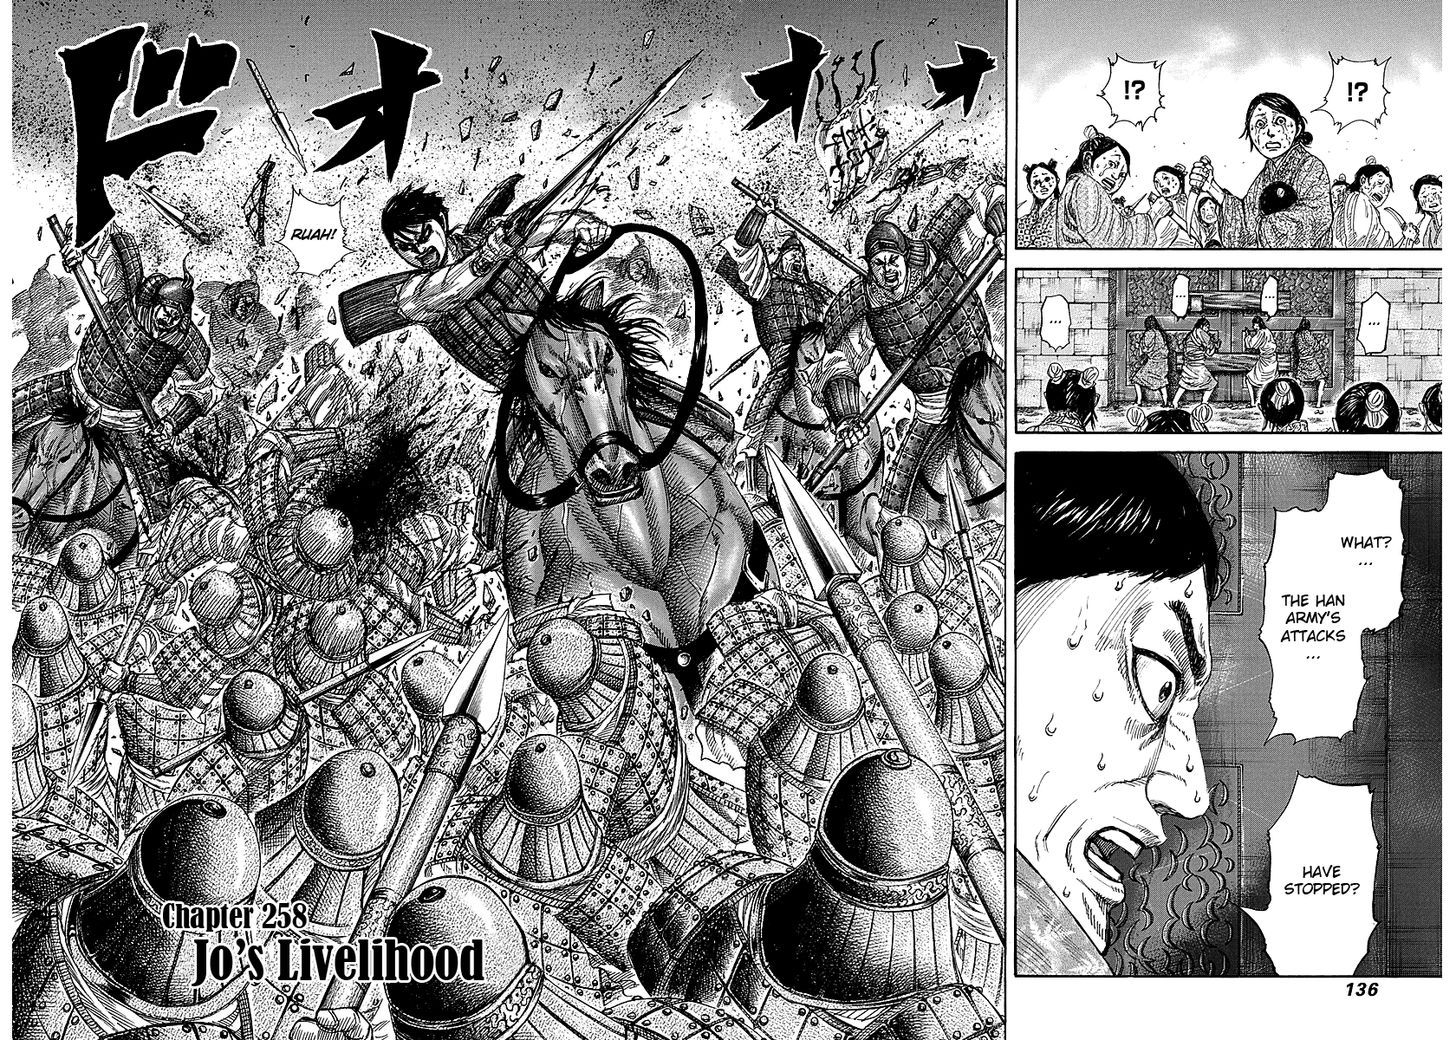 !?
!?
...
...
...
...
WHAT?
...
THE HAN
ARMY'S
ATTACKS
...
HAVE
STOPPED?
136
ドオオオ
RUAH!
Chapter 258
Jo's Livelihood